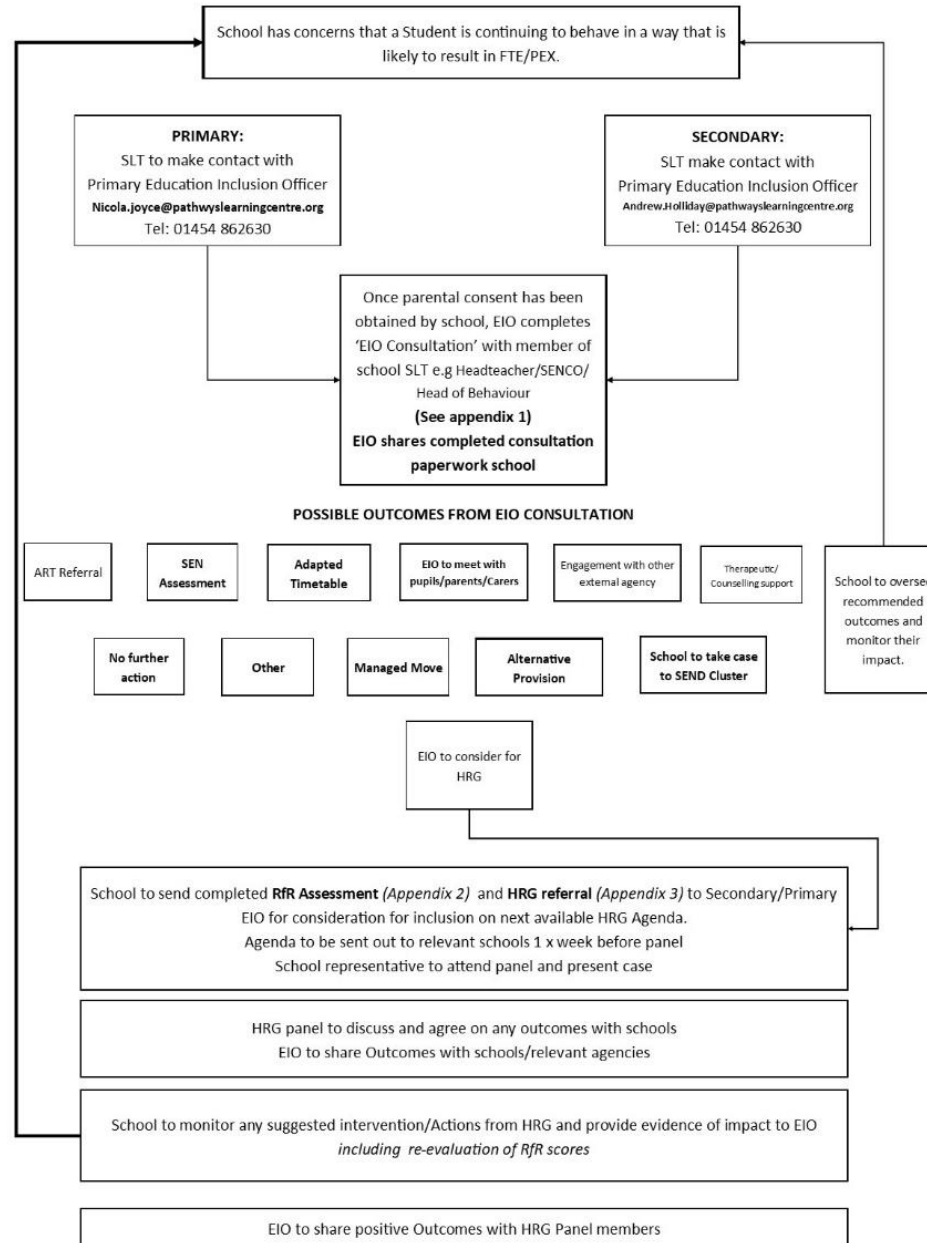 School has concerns that a Student is continuing to behave in a way that is
likely to result in FTE/PEX.
PRIMARY:
SLT to make contact with
Primary Education Inclusion Officer
Nicola.joyce@pathwyslearningcentre.org
Tel: 01454 862630
SECONDARY:
SLT make contact with
Primary Education Inclusion Officer
Andrew.Holliday@pathwayslearningcentre.org
Tel: 01454 862630
Once parental consent has been
obtained by school, EIO completes
‘EIO Consultation’ with member of
school SLT e.g Headteacher/SENCO/
Head of Behaviour
(See appendix 1)
EIO shares completed consultation
paperwork school
POSSIBLE OUTCOMES FROM EIO CONSULTATION
ART Referral
SEN
Assessment
Adapted
Timetable
EIO to meet with
pupils/parents/Carers
Engagement with other
external agency
Therapeutic/
Counselling support
School to oversee
recommended
outcomes and
monitor their
impact.
No further
action
Other
Managed Move
Alternative
Provision
School to take case
to SEND Cluster
EIO to consider for
HRG
School to send completed RfR Assessment (Appendix 2) and HRG referral (Appendix 3) to Secondary/Primary
EIO for consideration for inclusion on next available HRG Agenda.
Agenda to be sent out to relevant schools 1 x week before panel
School representative to attend panel and present case
HRG panel to discuss and agree on any outcomes with schools
EIO to share Outcomes with schools/relevant agencies
School to monitor any suggested intervention/Actions from HRG and provide evidence of impact to EIO
including re-evaluation of RfR scores
EIO to share positive Outcomes with HRG Panel members